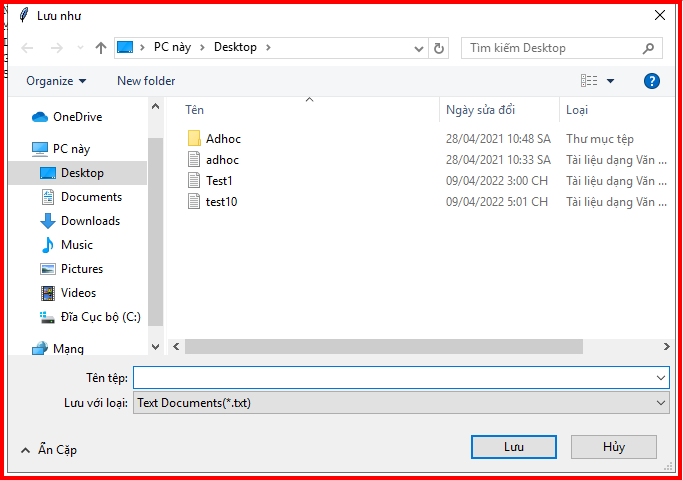 Lưu như
PC này > Desktop >
Tìm kiếm Desktop
Organize
New folder
?
OneDrive
PC này
Desktop
Documents
Downloads
Music
Pictures
Videos
Đĩa Cục bộ (C:)
Mạng
Tên Ngày sửa đổi Loại
Adhoc 28/04/2021 10:48 SA Thư mục tệp
adhoc 28/04/2021 10:33 SA Tài liệu dạng Văn ...
Test1 09/04/2022 3:00 CH Tài liệu dạng Văn ...
test10 09/04/2022 5:01 CH Tài liệu dạng Văn ...
Tên tệp:
Lưu với loại: Text Documents(*.txt)
Ẩn Cặp
Lưu
Hủy